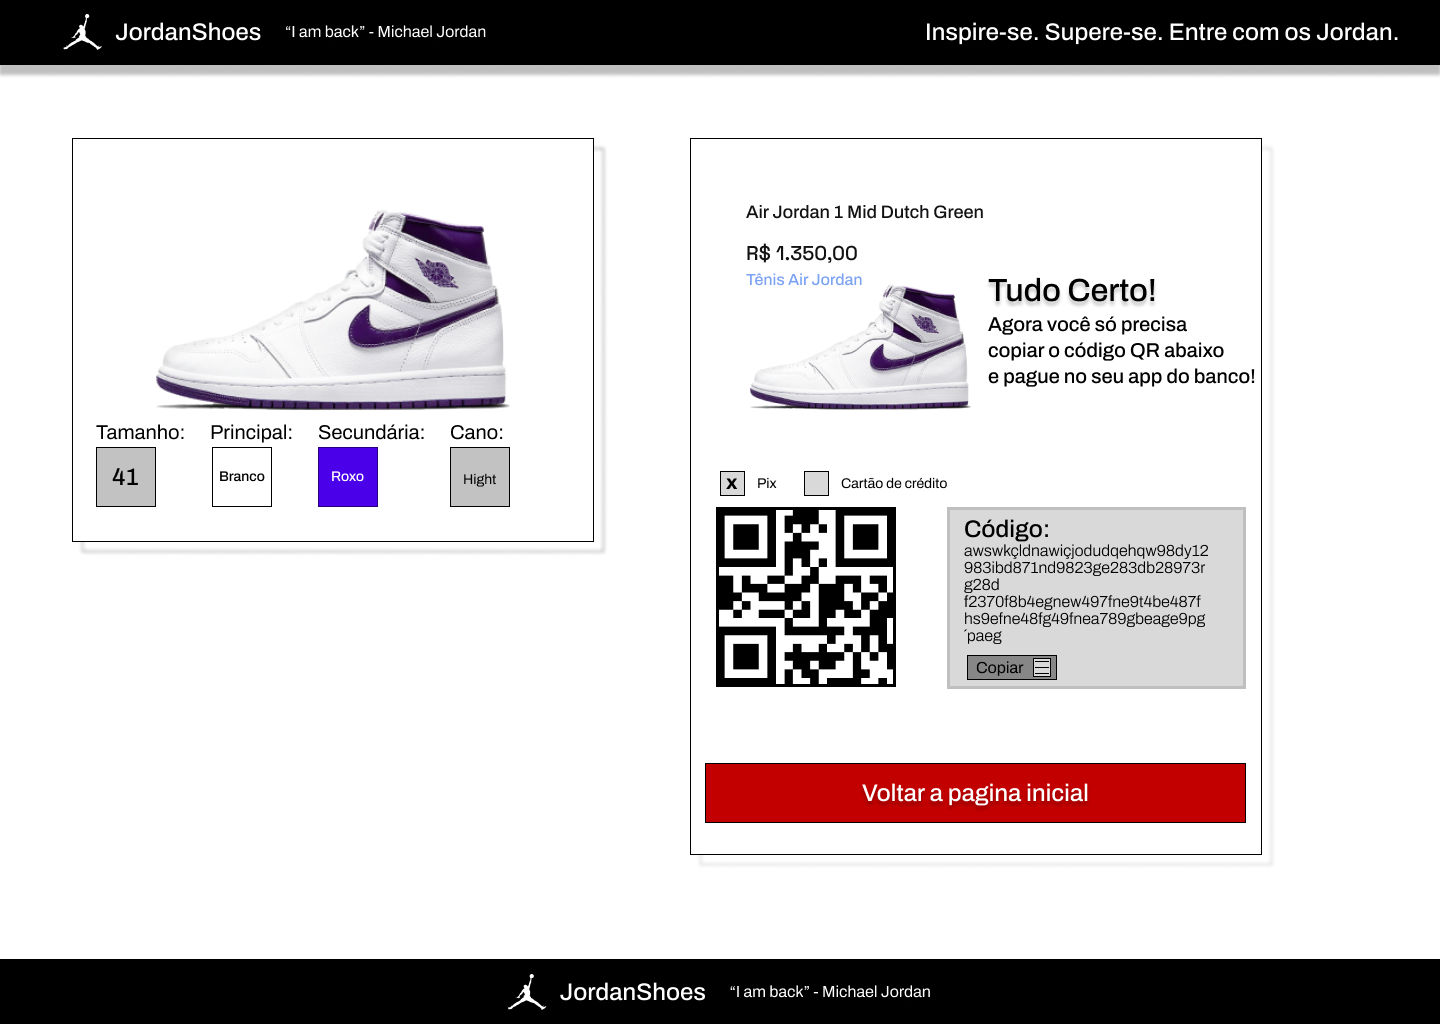 JordanShoes
“I am back” - Michael Jordan
Inspire-se. Supere-se. Entre com os Jordan.
Tamanho:
Principal:
Secundária:
Cano:
41
Branco
Roxo
Hight
Air Jordan 1 Mid Dutch Green
R$ 1.350,00
Tênis Air Jordan
Tudo Certo!
Agora você só precisa
copiar o código QR abaixo
e pague no seu app do banco!
X
Pix
Cartão de crédito
Código:
awswkçldnawiçjodudqehqw98dy12
983ibd871nd9823ge283db28973r
g28d
f2370f8b4egnew497fne9t4be487f
hs9efne48fg49fnea789gbeage9pg
´paeg
Copiar
Voltar a pagina inicial
JordanShoes
“I am back” - Michael Jordan